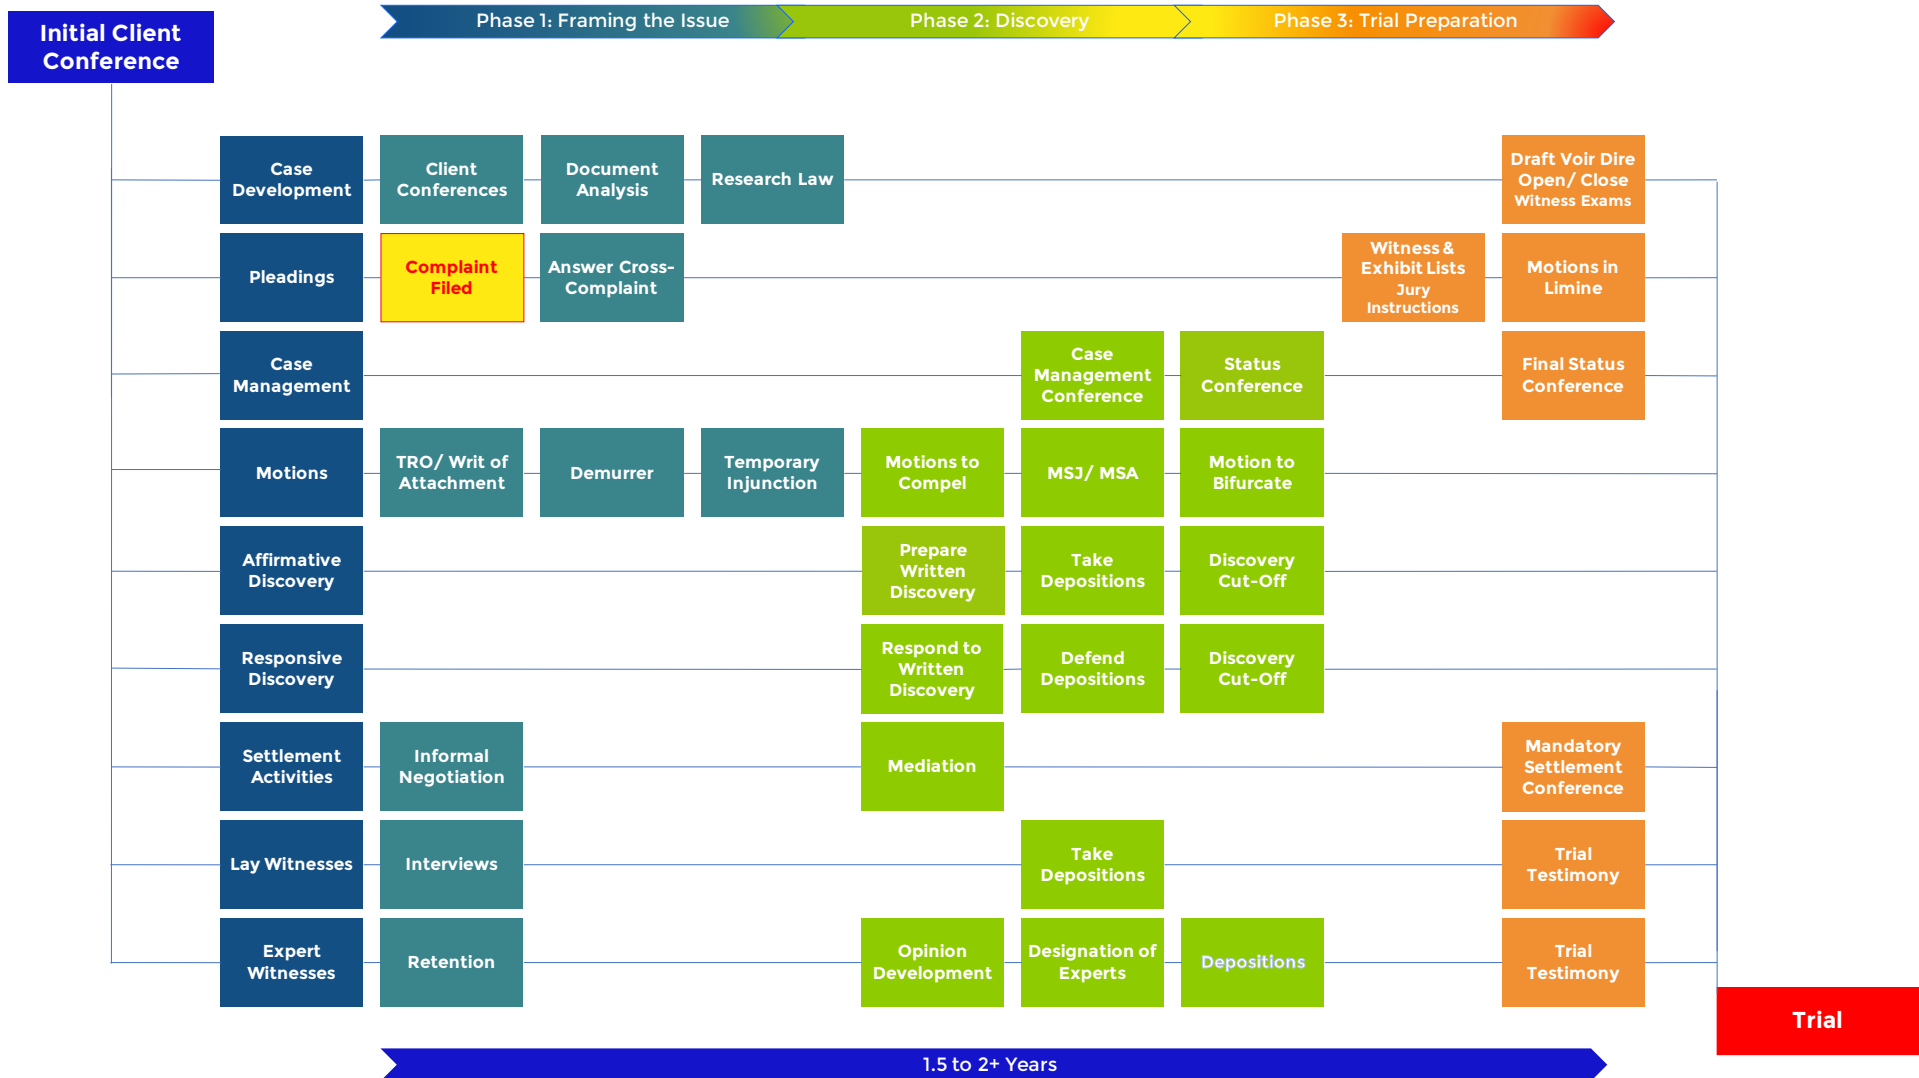 Initial Client
Conference
Phase 1: Framing the Issue
Phase 2: Discovery
Phase 3: Trial Preparation
Case
Development
Client
Conferences
Document
Analysis
Research Law
Draft Voir Dire
Open/ Close
Witness Exams
Pleadings
Complaint
Filed
Answer Cross-
Complaint
Witness &
Exhibit Lists
Jury
Instructions
Motions in
Limine
Case
Management
Case
Management
Conference
Status
Conference
Final Status
Conference
Motions
TRO/ Writ of
Attachment
Demurrer
Temporary
Injunction
Motions to
Compel
MSJ/ MSA
Motion to
Bifurcate
Affirmative
Discovery
Prepare
Written
Discovery
Take
Depositions
Discovery
Cut-Off
Responsive
Discovery
Respond to
Written
Discovery
Defend
Depositions
Discovery
Cut-Off
Settlement
Activities
Informal
Negotiation
Mediation
Mandatory
Settlement
Conference
Lay Witnesses
Interviews
Take
Depositions
Trial
Testimony
Expert
Witnesses
Retention
Opinion
Development
Designation of
Experts
Depositions
Trial
Testimony
Trial
1.5 to 2+ Years